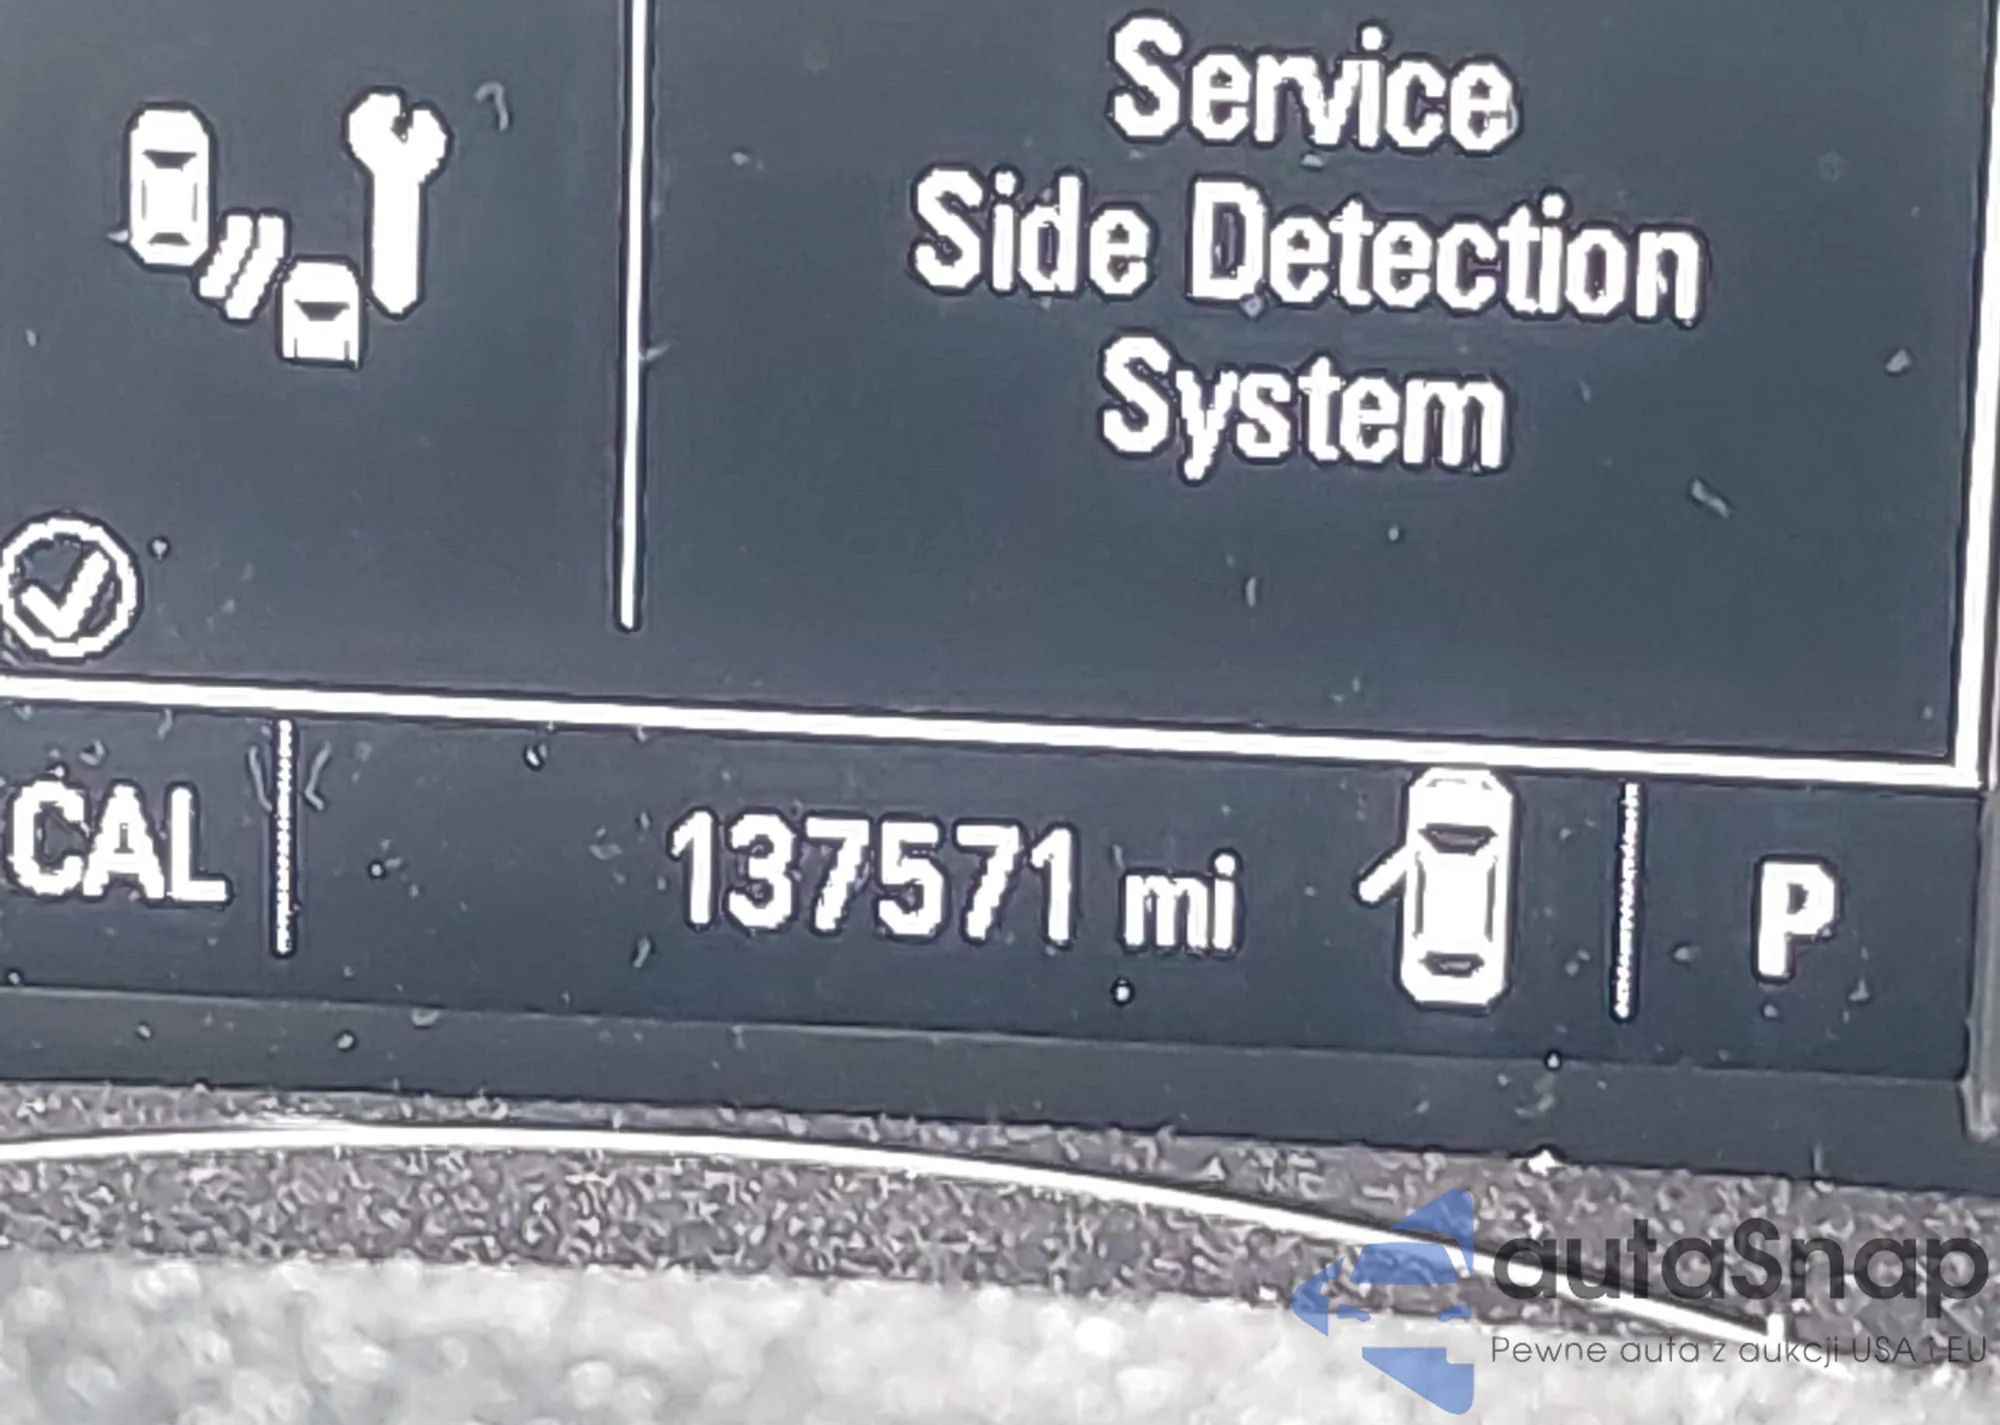 Service
Side Detection
System
CAL
137571 mi
P
autaSnap
Pewne auta z aukcji USA i EU